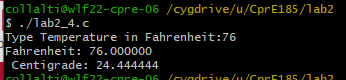 collalti@wlf22-cpre-06 /cygdrive/u/CprE185/lab2
$ ./lab2_4.c
Type Temperature in Fahrenheit:76
Fahrenheit: 76.000000
Centigrade: 24.444444